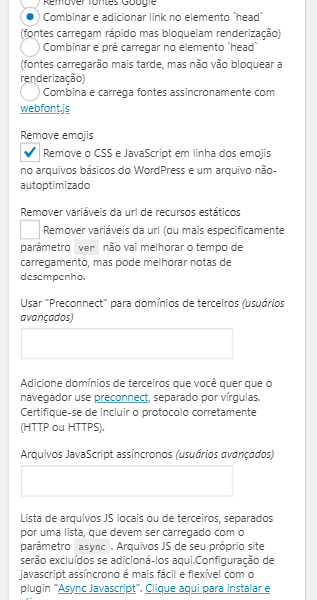 Remover fontes Google
Combinar e adicionar link no elemento `head`
(fontes carregam rápido mas bloqueiam renderização)
Combinar e pré carregar no elemento `head`
(fontes carregarão mais tarde, mas não vão bloquear a
renderização)
Combina e carrega fontes assincronamente com
webfont.js
Remove emojis
Remove o CSS e JavaScript em linha dos emojis
no arquivos básicos do WordPress e um arquivo não-
autoptimizado
Remover variáveis da url de recursos estáticos
Remover variáveis da url (ou mais especificamente
parâmetro ver não vai melhorar o tempo de
carregamento, mas pode melhorar notas de
desempenho.
Usar "Preconnect" para domínios de terceiros (usuários
avançados)
Adicione domínios de terceiros que você quer que o
navegador use preconnect, separado por vírgulas.
Certifique-se de incluir o protocolo corretamente
(HTTP ou HTTPS).
Arquivos JavaScript assíncronos (usuários avançados)
Lista de arquivos JS locais ou de terceiros, separados
por uma lista, que devem ser carregado com o
parâmetro async . Arquivos JS de seu próprio site
serão excluídos se adicioná-los aqui.Configuração de
javascript assíncrono é mais fácil e flexível com o
plugin "Async Javascript". Clique aqui para instalar e